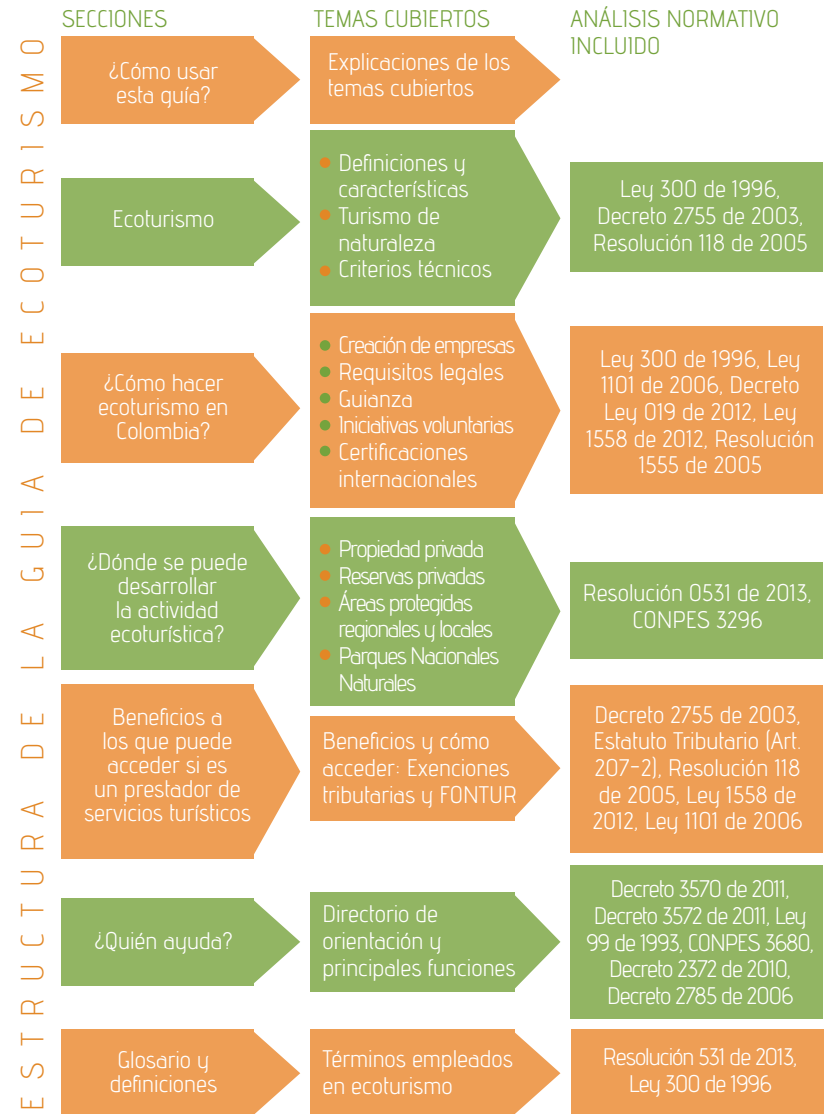 ESTRUCTURA DE LA GUIA DE ECOTURISMO
SECCIONES
TEMAS CUBIERTOS
ANÁLISIS NORMATIVO
INCLUIDO
¿Cómo usar
esta guía?
Explicaciones de los
temas cubiertos
Ecoturismo
Definiciones y
características
Turismo de
naturaleza
Criterios técnicos
Ley 300 de 1996,
Decreto 2755 de 2003,
Resolución 118 de 2005
¿Cómo hacer
ecoturismo en
Colombia?
Creación de empresas
Requisitos legales
Guianza
Iniciativas voluntarias
Certificaciones
internacionales
Ley 300 de 1996, Ley
1101 de 2006, Decreto
Ley 019 de 2012, Ley
1558 de 2012, Resolución
1555 de 2005
¿Dónde se puede
desarrollar
la actividad
ecoturística?
Propiedad privada
Reservas privadas
Áreas protegidas
regionales y locales
Parques Nacionales
Naturales
Resolución 0531 de 2013,
CONPES 3296
Beneficios a
los que puede
acceder si es
un prestador de
servicios turísticos
Beneficios y cómo
acceder: Exenciones
tributarias y FONTUR
Decreto 2755 de 2003,
Estatuto Tributario (Art.
207-2), Resolución 118
de 2005, Ley 1558 de
2012, Ley 1101 de 2006
¿Quién ayuda?
Directorio de
orientación y
principales funciones
Decreto 3570 de 2011,
Decreto 3572 de 2011, Ley
99 de 1993, CONPES 3680,
Decreto 2372 de 2010,
Decreto 2785 de 2006
Glosario y
definiciones
Términos empleados
en ecoturismo
Resolución 531 de 2013,
Ley 300 de 1996